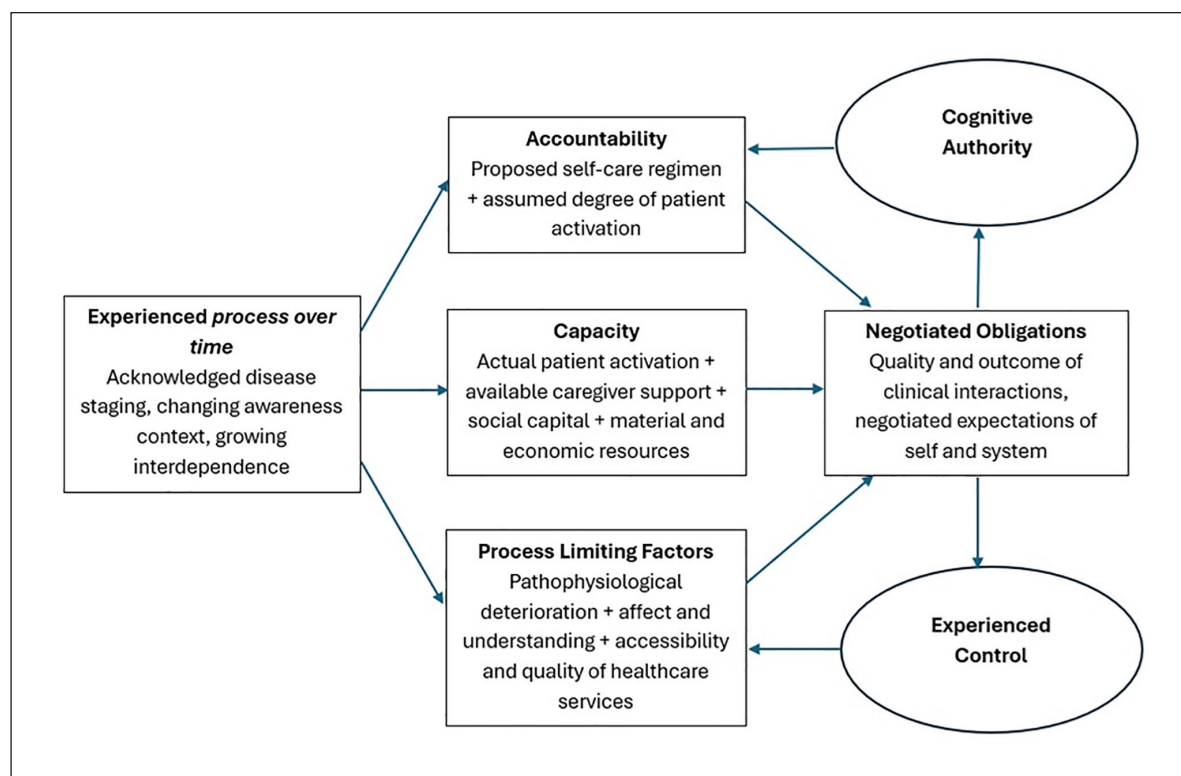 Experienced process over
time
Acknowledged disease
staging, changing awareness
context, growing
interdependence
Accountability
Proposed self-care regimen
+ assumed degree of patient
activation
Capacity
Actual patient activation +
available caregiver support +
social capital + material and
economic resources
Process Limiting Factors
Pathophysiological
deterioration + affect and
understanding + accessibility
and quality of healthcare
services
Cognitive
Authority
Negotiated Obligations
Quality and outcome of
clinical interactions,
negotiated expectations of
self and system
Experienced
Control